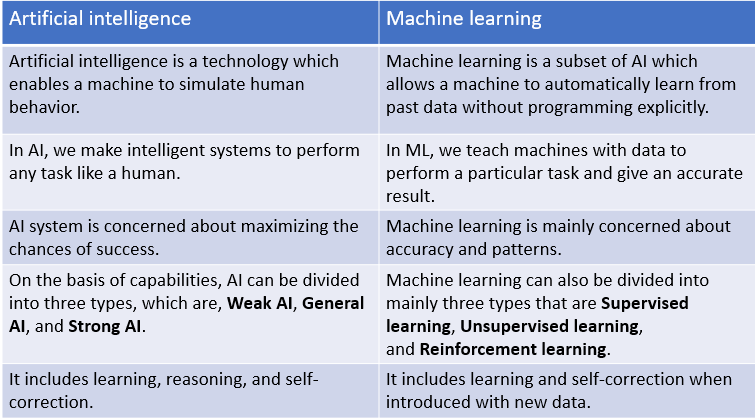 Artificial intelligence
Machine learning
Artificial intelligence is a technology which
enables a machine to simulate human
behavior.
Machine learning is a subset of AI which
allows a machine to automatically learn from
past data without programming explicitly.
In AI, we make intelligent systems to perform
any task like a human.
In ML, we teach machines with data to
perform a particular task and give an accurate
result.
AI system is concerned about maximizing the
chances of success.
Machine learning is mainly concerned about
accuracy and patterns.
On the basis of capabilities, AI can be divided
into three types, which are, Weak AI, General
AI, and Strong AI.
Machine learning can also be divided into
mainly three types that are Supervised
learning, Unsupervised learning,
and Reinforcement learning.
It includes learning, reasoning, and self-
correction.
It includes learning and self-correction when
introduced with new data.